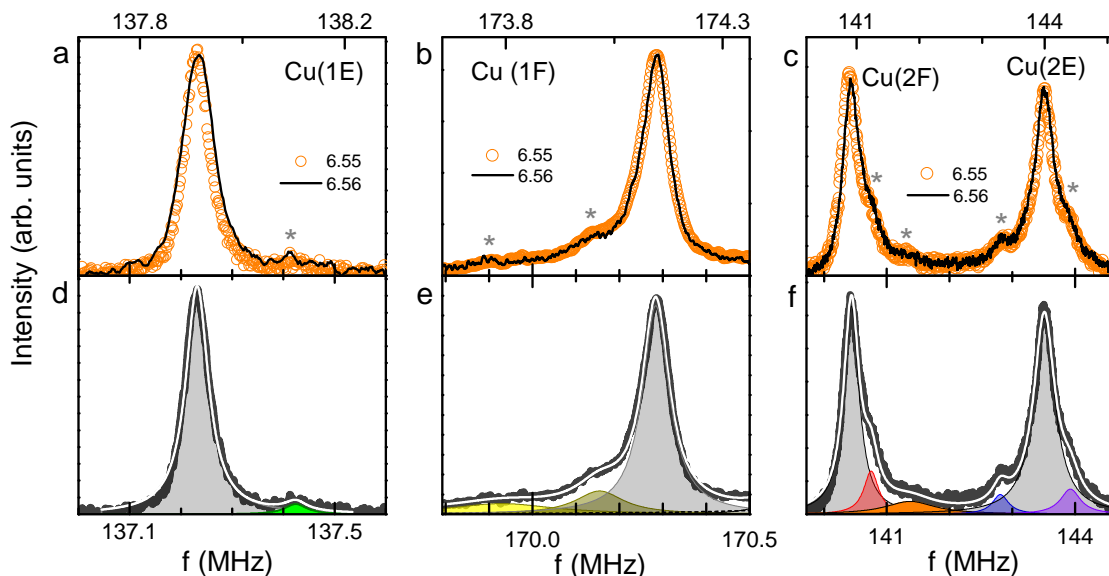 137.8 138.2 173.8 174.3 141 144
a Cu(1E)
b Cu (1F)
c Cu(2F) Cu(2E)
6.55
6.56
6.55
6.56
6.55
6.56
*
* *
* * * *
Intensity (arb. units)
d
e
f
137.1 137.5 170.0 170.5 141 144
f (MHz) f (MHz) f (MHz)